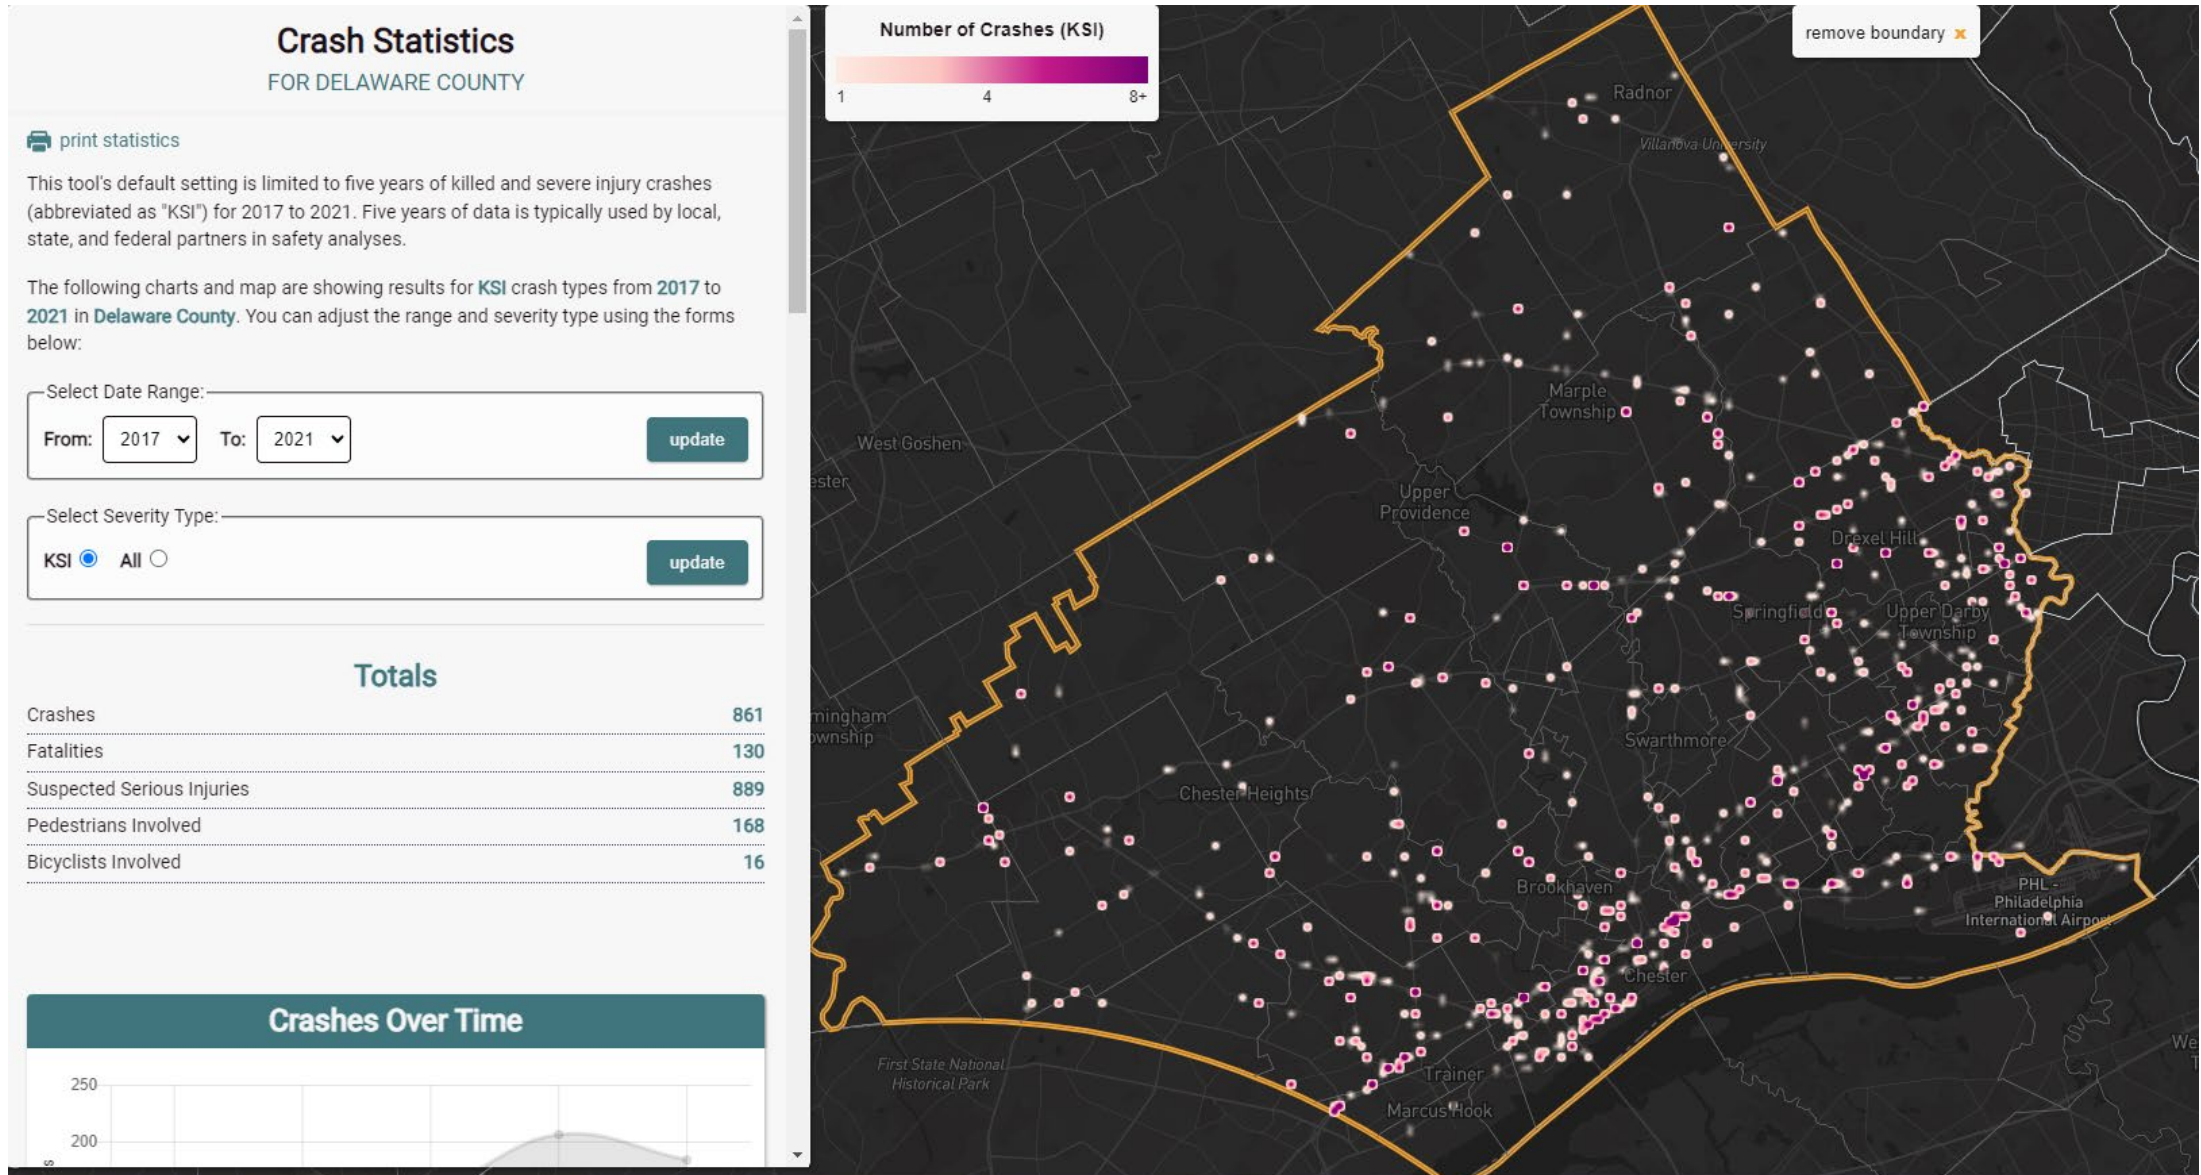 Crash Statistics
FOR DELAWARE COUNTY
print statistics
This tool's default setting is limited to five years of killed and severe injury crashes
(abbreviated as "KSI") for 2017 to 2021. Five years of data is typically used by local,
state, and federal partners in safety analyses.
The following charts and map are showing results for KSI crash types from 2017 to
2021 in Delaware County. You can adjust the range and severity type using the forms
below:
Select Date Range:
From: 2017 To: 2021 update
Select Severity Type:
KSI All update
Totals
Crashes 861
Fatalities 130
Suspected Serious Injuries 889
Pedestrians Involved 168
Bicyclists Involved 16
Crashes Over Time
250
200
Number of Crashes (KSI)
1 4 8+
remove boundary x
Radnor
Villanova University
Marple
Township
West Goshen
ester
Upper
Providence
Drexel Hill
Springfield
Upper Darby
Township
mingham
ownship
Swarthmore
Chester Heights
Brookhaven
PHL -
Philadelphia
International Airport
Chester
First State National
Historical Park
Trainer
Marcus Hook
We
T